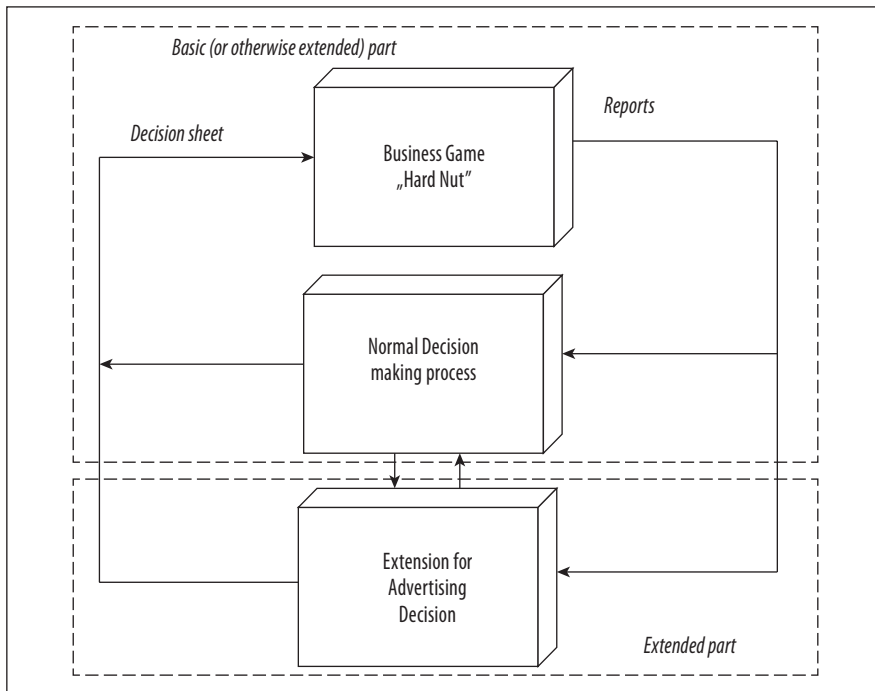 Basic (or otherwise extended) part
Reports
Decision sheet
Business Game
„Hard Nut”
Normal Decision
making process
Extension for
Advertising
Decision
Extended part